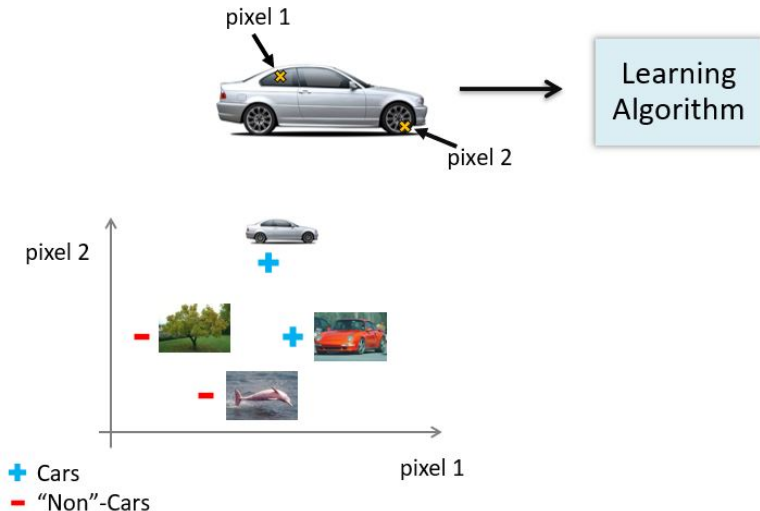 pixel 1
Learning
Algorithm
pixel 2
pixel 2
pixel 1
Cars
“Non”-Cars